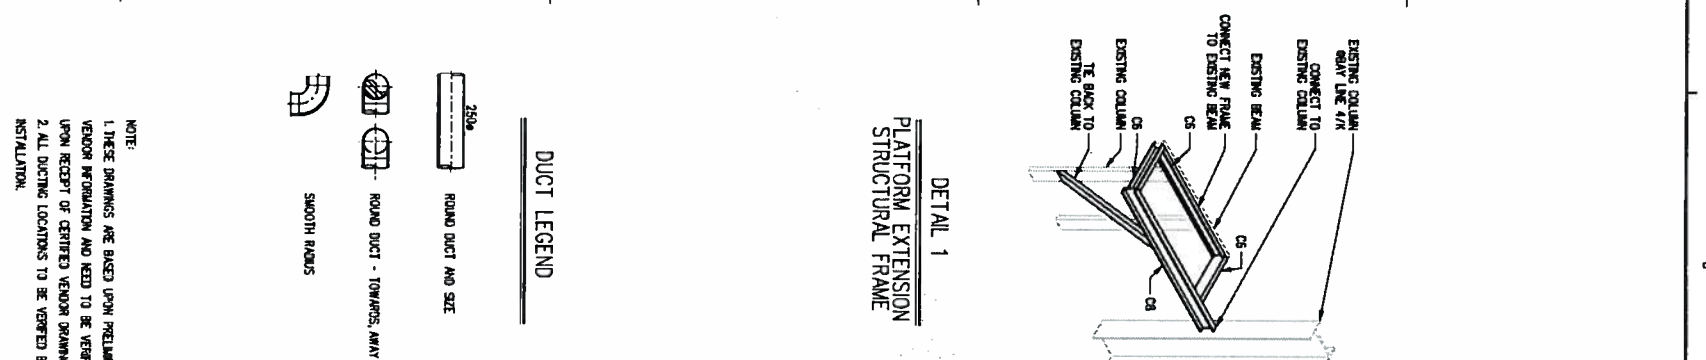 EXISTING COLUMN
@BAY LINE 4/K
CONNECT TO
EXISTING COLUMN
EXISTING BEAM
CONNECT NEW FRAME
TO EXISTING BEAM
C6
C6
EXISTING COLUMN
TIE BACK TO
EXISTING COLUMN
C6
C8
DETAIL 1
PLATFORM EXTENSION
STRUCTURAL FRAME
DUCT LEGEND
250ø
ROUND DUCT AND SIZE
ROUND DUCT - TOWARDS, AWAY
SMOOTH RADIUS
NOTE:
1. THESE DRAWINGS ARE BASED UPON PRELIM
VENDOR INFORMATION AND NEED TO BE VERIF
UPON RECEIPT OF CERTIFIED VENDOR DRAWIN
2. ALL DUCTING LOCATIONS TO BE VERIFIED B
INSTALLATION.